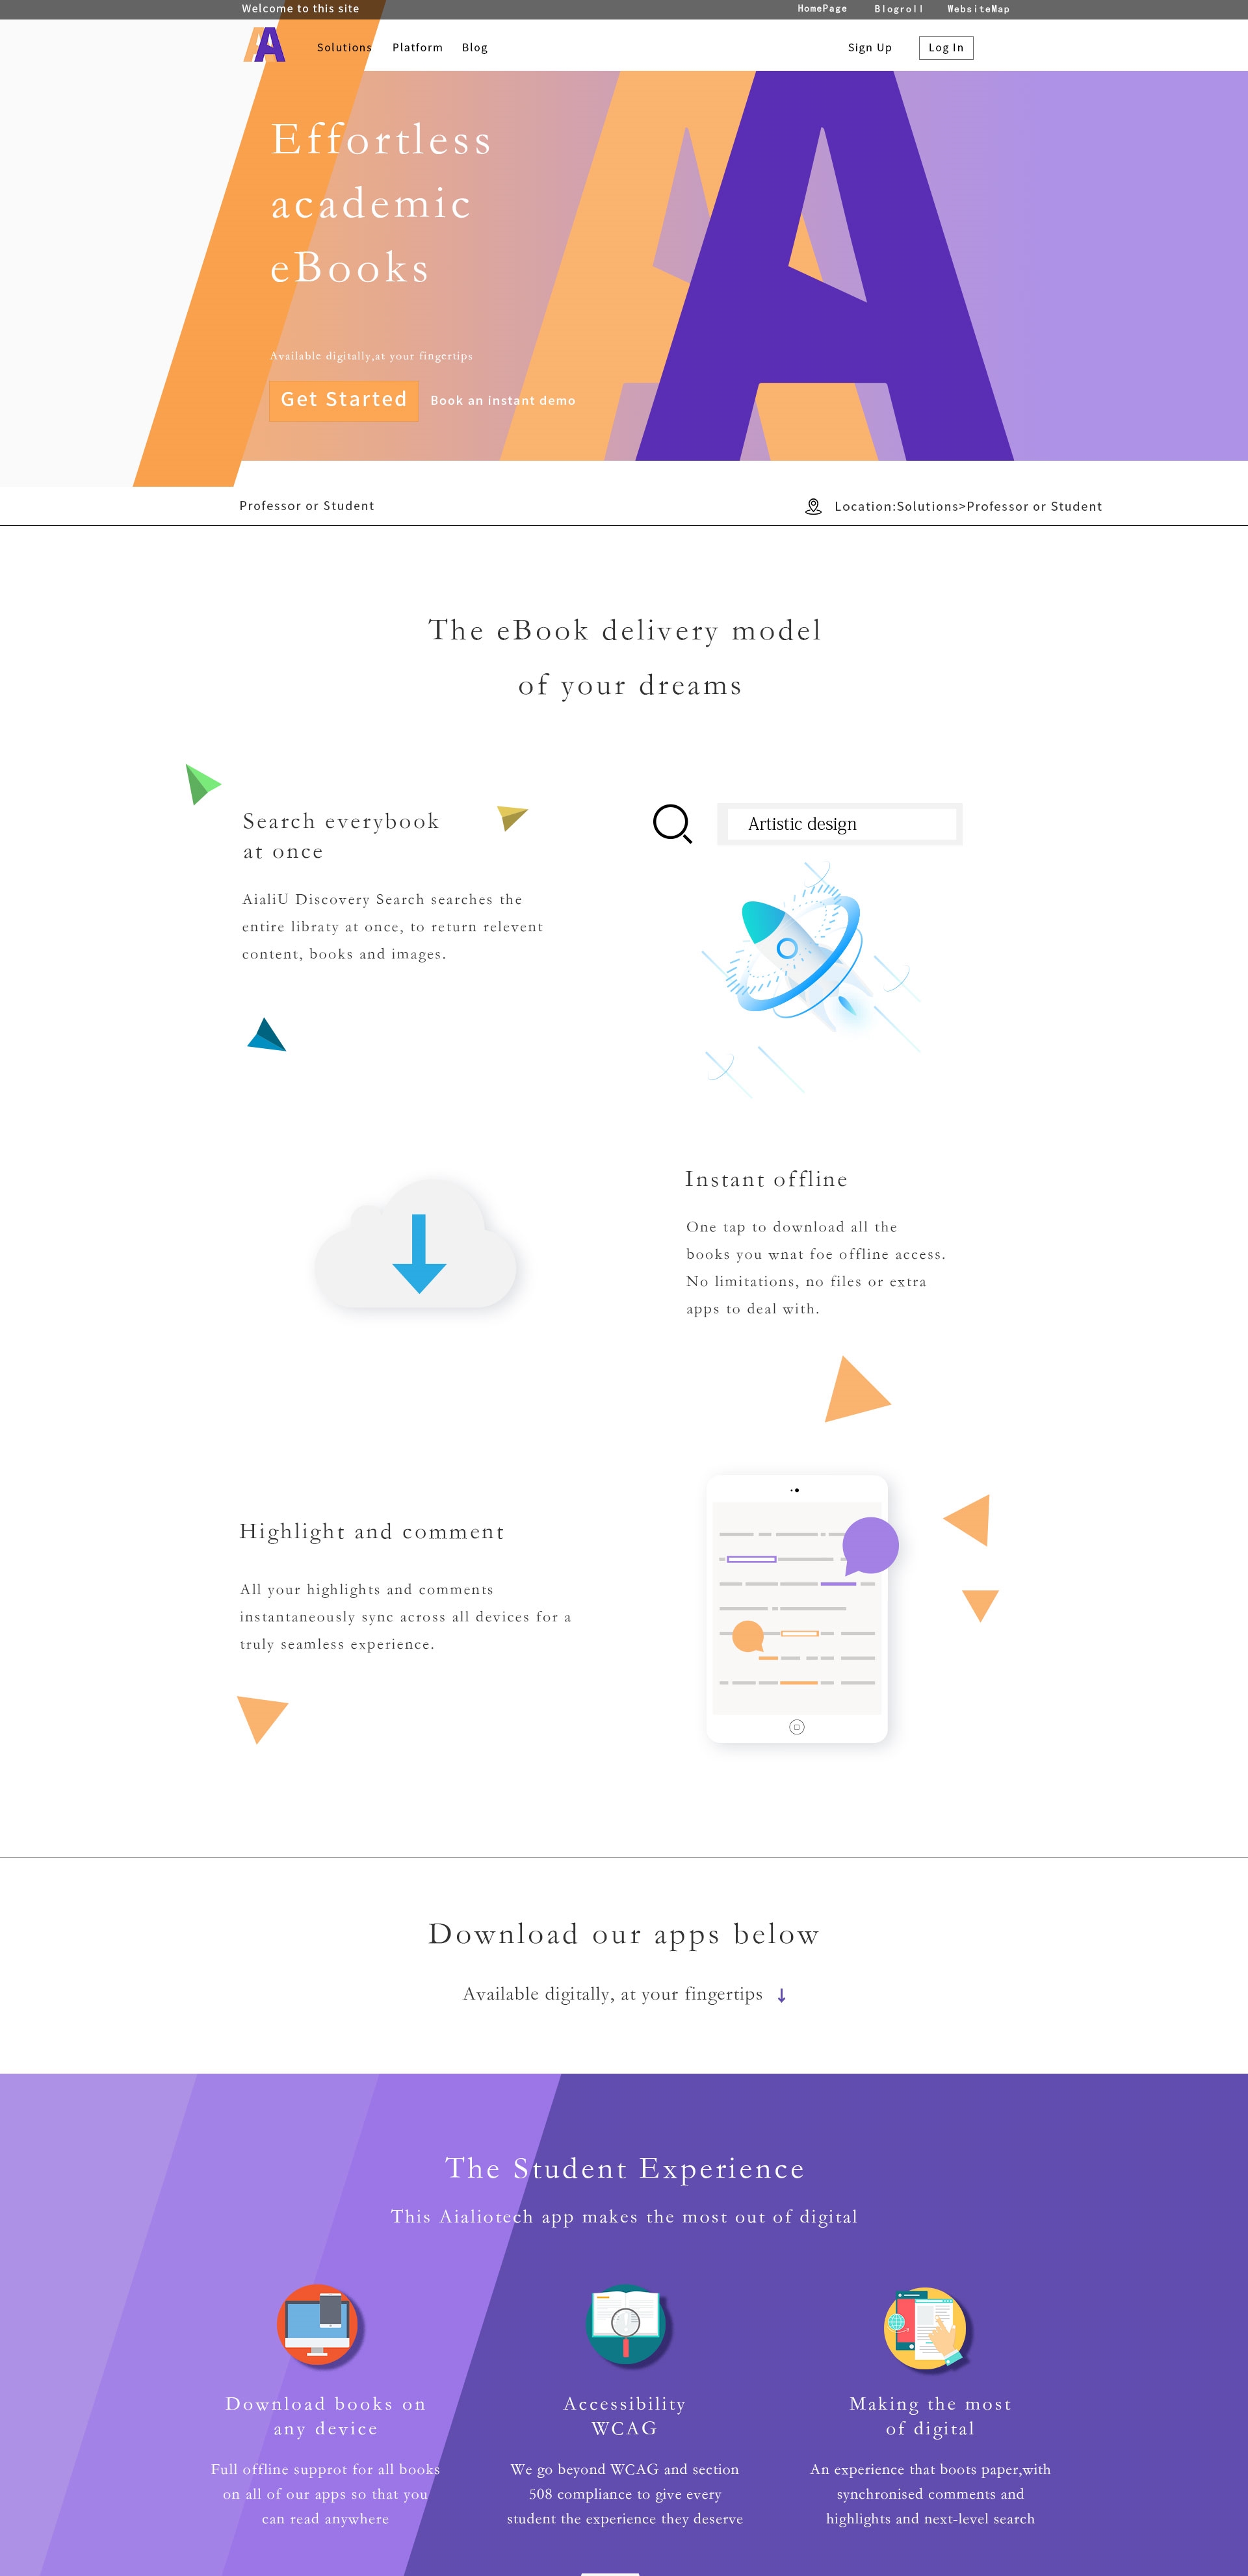 Welcome to this site
HomePage
Blogroll
WebsiteMap
Solutions
Platform
Blog
Sign Up
Log In
Effortless
academic
eBooks
Available digitally,at your fingertips
Get Started
Book an instant demo
Professor or Student
Location:Solutions>Professor or Student
The eBook delivery model
of your dreams
Search everybook
at once
Artistic design
AialiU Discovery Search searches the
entire libraty at once, to return relevent
content, books and images.
Instant offline
One tap to download all the
books you wnat foe offline access.
No limitations, no files or extra
apps to deal with.
Highlight and comment
All your highlights and comments
instantaneously sync across all devices for a
truly seamless experience.
Download our apps below
Available digitally, at your fingertips
The Student Experience
This Aialiotech app makes the most out of digital
Download books on
any device
Full offline supprot for all books
on all of our apps so that you
can read anywhere
Accessibility
WCAG
We go beyond WCAG and section
508 compliance to give every
student the experience they deserve
Making the most
of digital
An experience that boots paper,with
synchronised comments and
highlights and next-level search